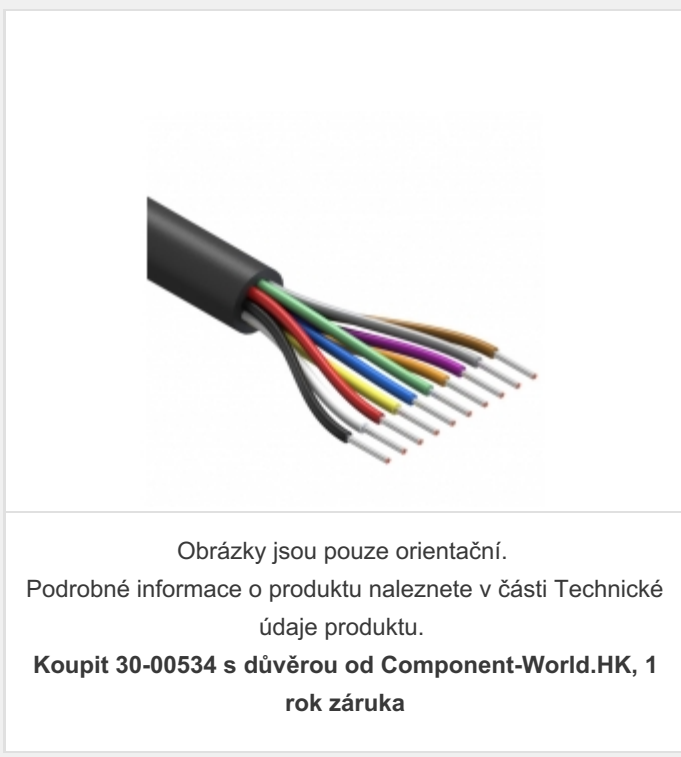 Obrázky jsou pouze orientační.
Podrobné informace o produktu naleznete v části Technické
údaje produktu.
Koupit 30-00534 s důvěrou od Component-World.HK, 1
rok záruka